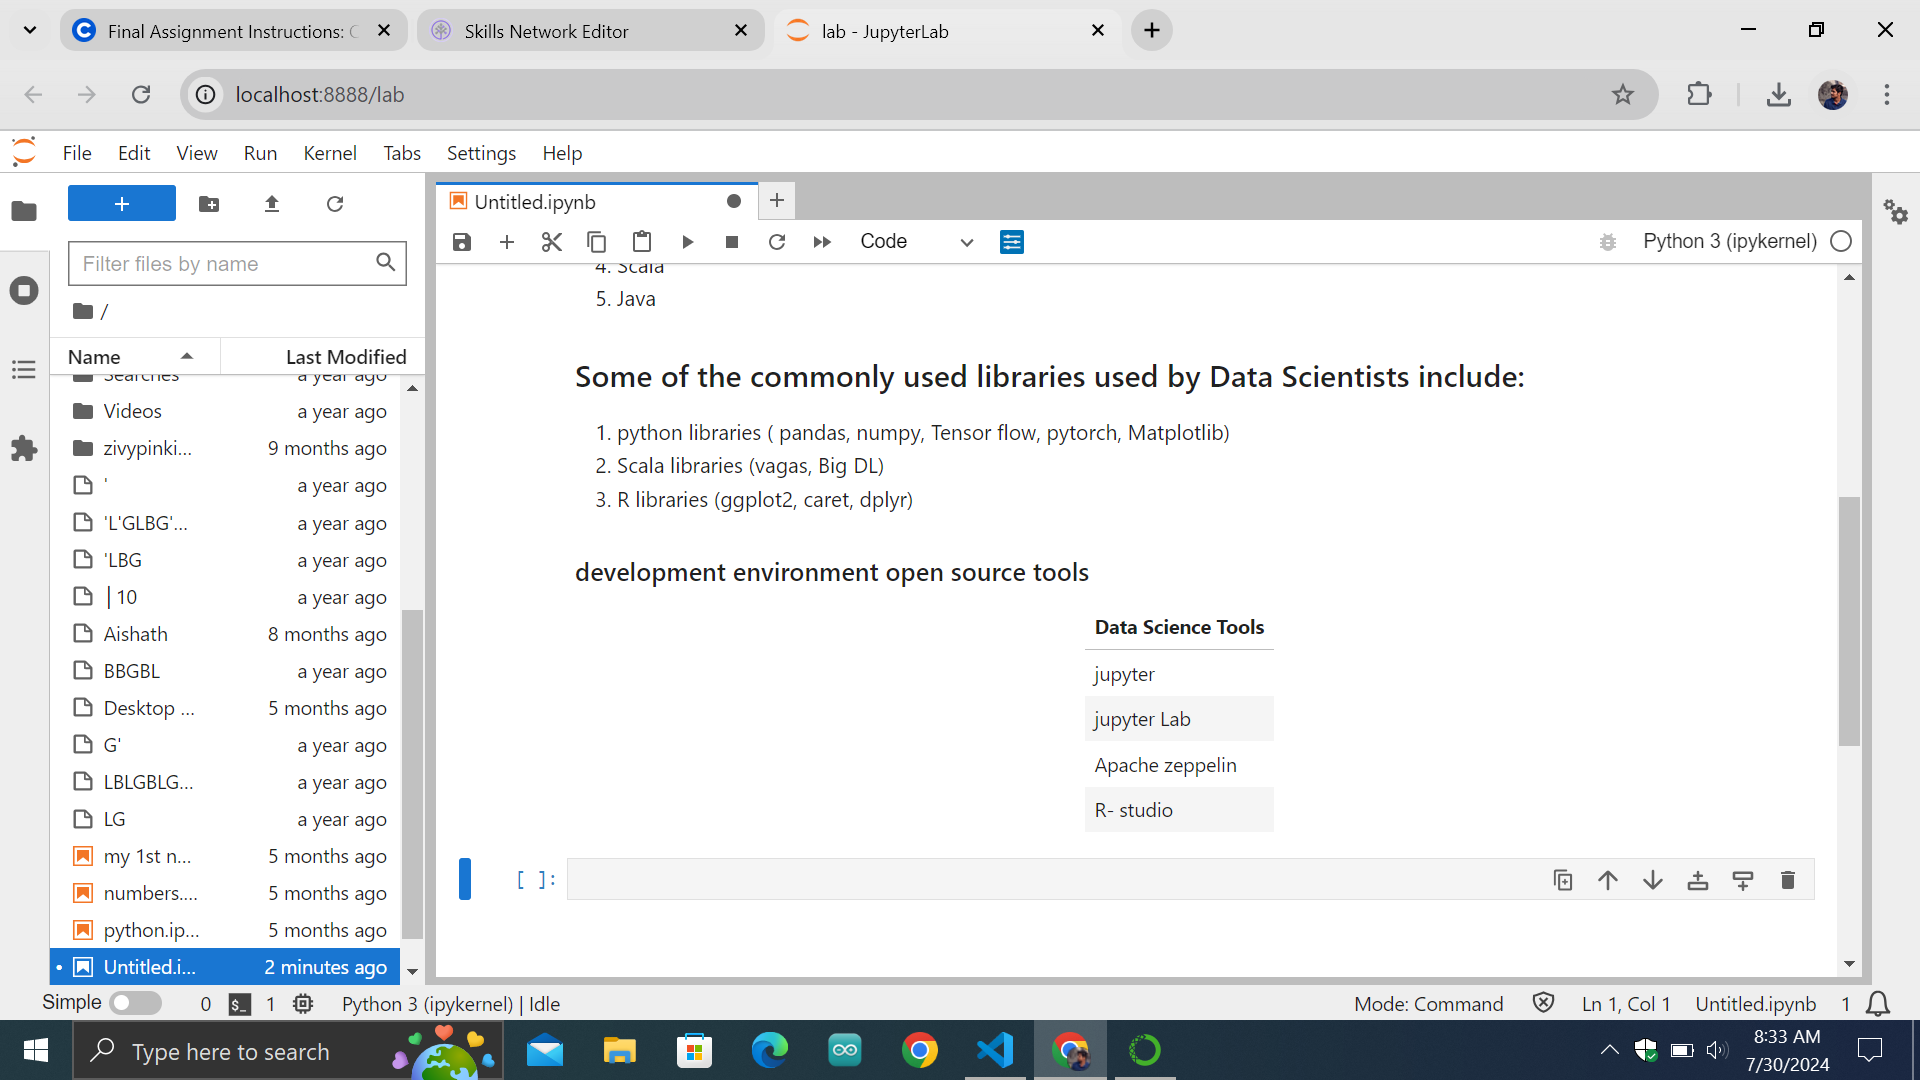 Final Assignment Instructions: C
Skills Network Editor
lab - JupyterLab
localhost:8888/lab
File Edit View Run Kernel Tabs Settings Help
Untitled.ipynb
Filter files by name
Code
Python 3 (ipykernel)
/
Name Last Modified
Searches a year ago
Videos a year ago
zivypinki... 9 months ago
' a year ago
'L'GLBG'... a year ago
'LBG a year ago
| 10 a year ago
Aishath 8 months ago
BBGBL a year ago
Desktop ... 5 months ago
G' a year ago
LBLGBLG... a year ago
LG a year ago
my 1st n... 5 months ago
numbers.... 5 months ago
python.ip... 5 months ago
Untitled.i... 2 minutes ago
4. Scala
5. Java
Some of the commonly used libraries used by Data Scientists include:
1. python libraries ( pandas, numpy, Tensor flow, pytorch, Matplotlib)
2. Scala libraries (vagas, Big DL)
3. R libraries (ggplot2, caret, dplyr)
development environment open source tools
Data Science Tools
jupyter
jupyter Lab
Apache zeppelin
R- studio
[ ]:
Simple 0 $_ 1 Python 3 (ipykernel) | Idle Mode: Command Ln 1, Col 1 Untitled.ipynb 1
Type here to search
8:33 AM
7/30/2024